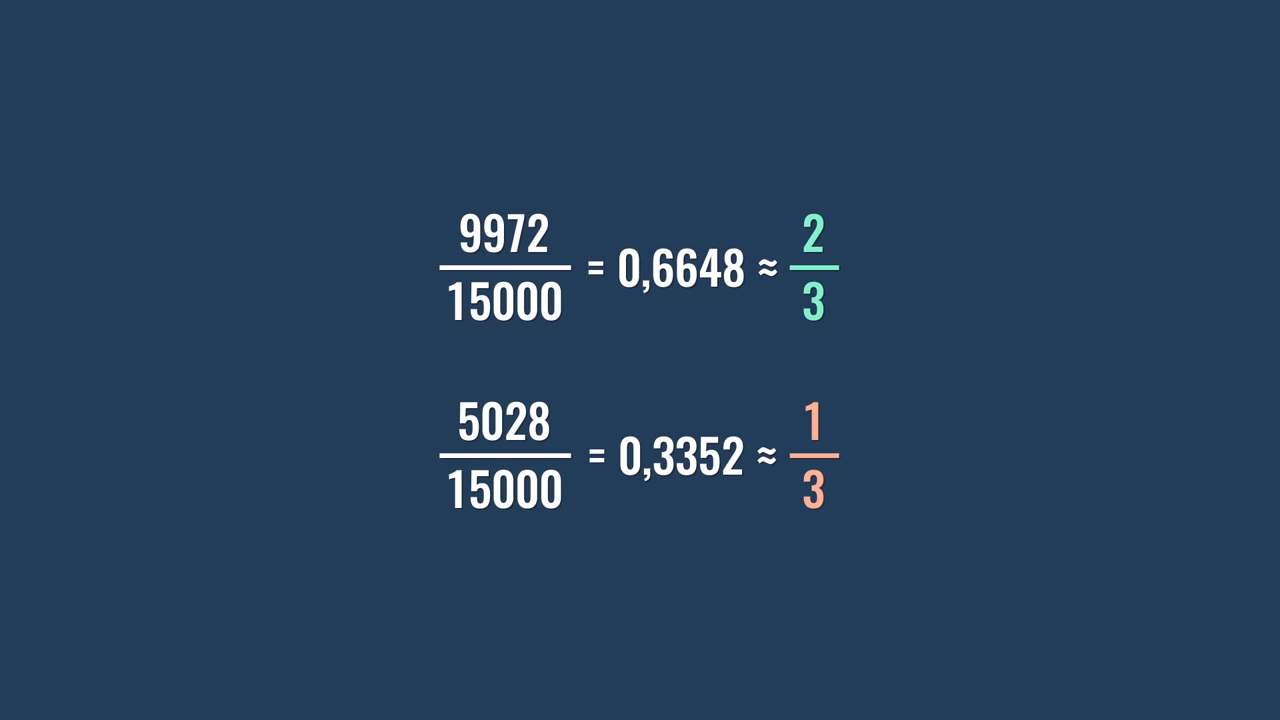 9972
15000 = 0,6648 ≈ 2
3
5028
15000 = 0,3352 ≈ 1
3